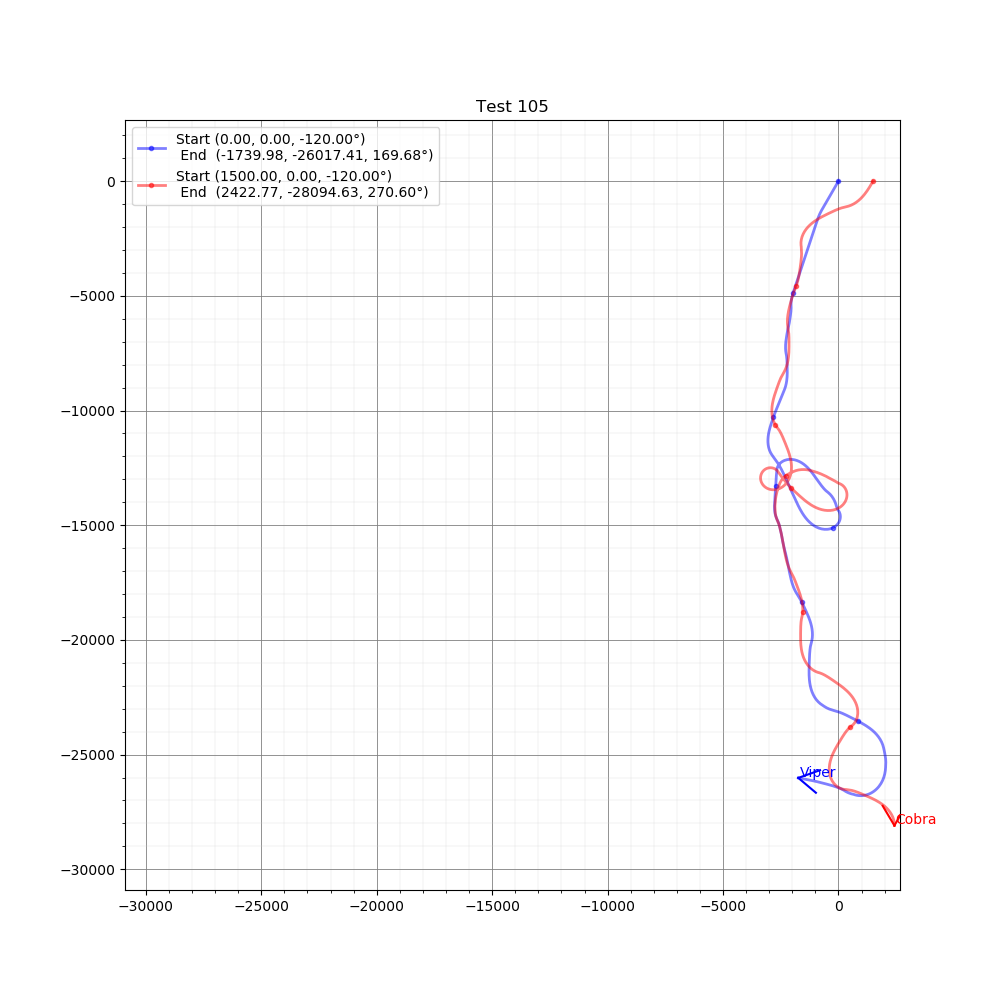 Test 105
Start (0.00, 0.00, -120.00°)
End (-1739.98, -26017.41, 169.68°)
Start (1500.00, 0.00, -120.00°)
End (2422.77, -28094.63, 270.60°)
0
−5000
−10000
−15000
−20000
−25000
−30000
Viper
Cobra
−30000 −25000 −20000 −15000 −10000 −5000 0